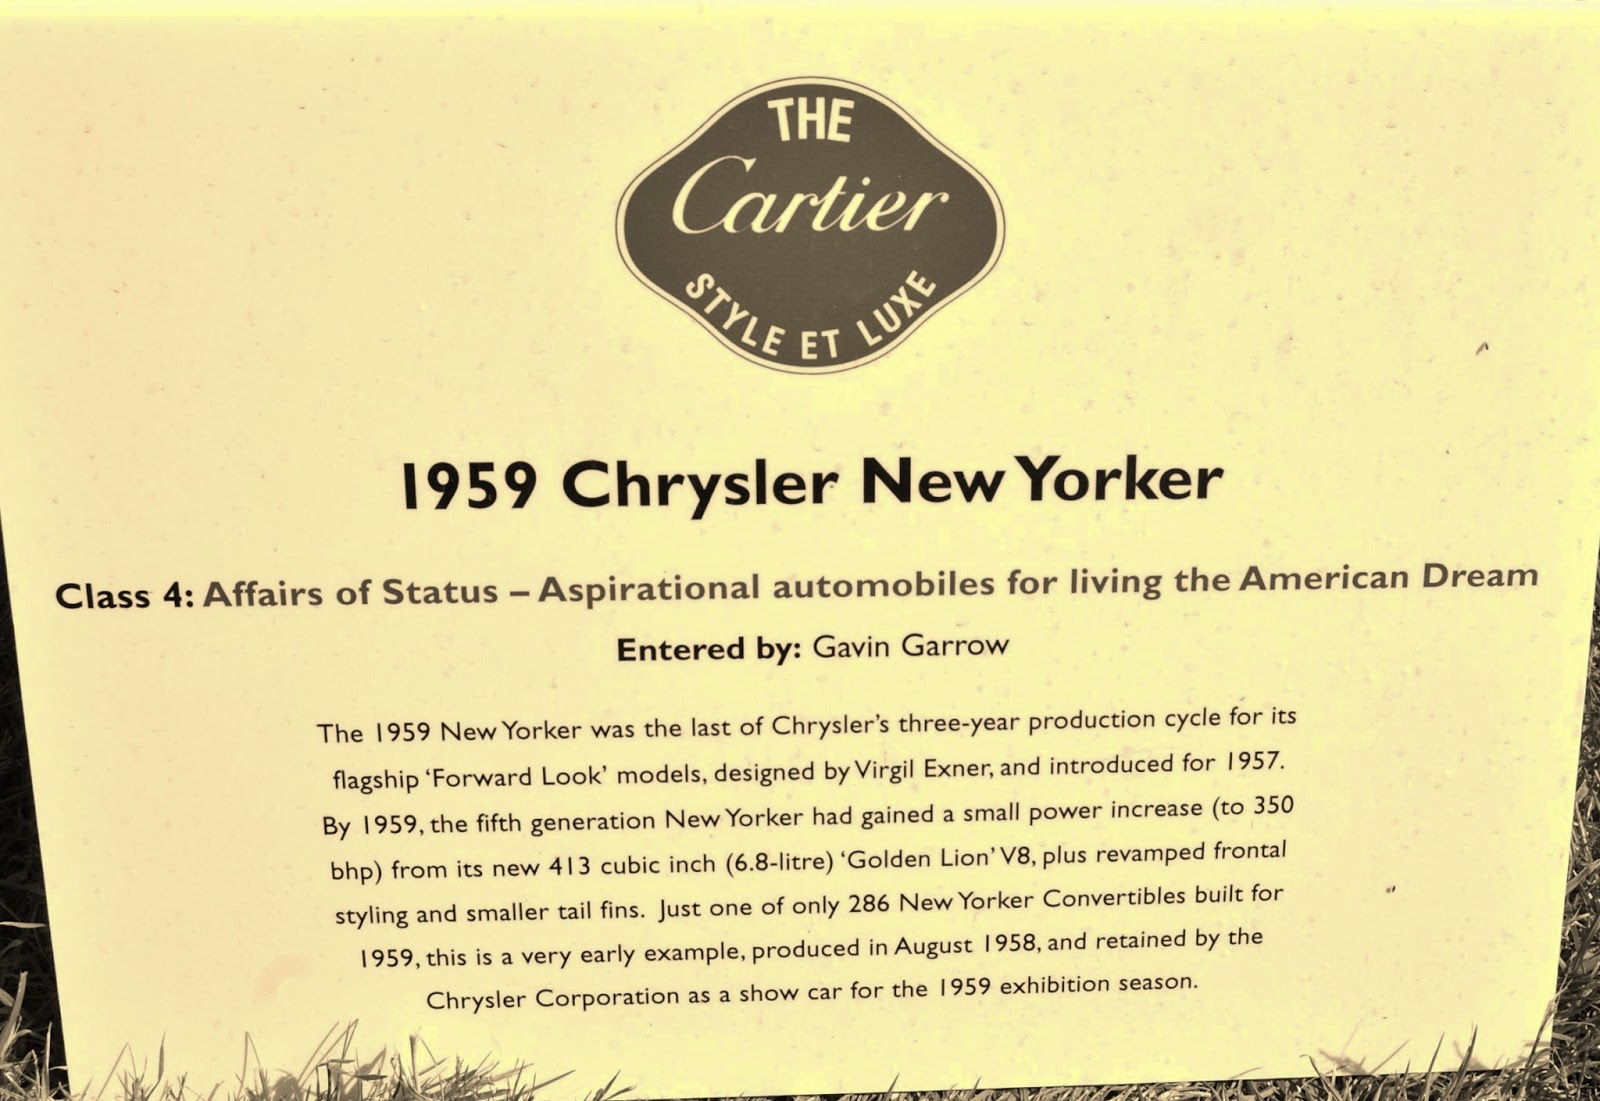 THE
Cartier
STYLE ET LUXE
1959 Chrysler New Yorker
Class 4: Affairs of Status – Aspirational automobiles for living the American Dream
Entered by: Gavin Garrow
The 1959 New Yorker was the last of Chrysler's three-year production cycle for its
flagship 'Forward Look' models, designed by Virgil Exner, and introduced for 1957.
By 1959, the fifth generation New Yorker had gained a small power increase (to 350
bhp) from its new 413 cubic inch (6.8-litre) 'Golden Lion' V8, plus revamped frontal
styling and smaller tail fins. Just one of only 286 New Yorker Convertibles built for
1959, this is a very early example, produced in August 1958, and retained by the
Chrysler Corporation as a show car for the 1959 exhibition season.